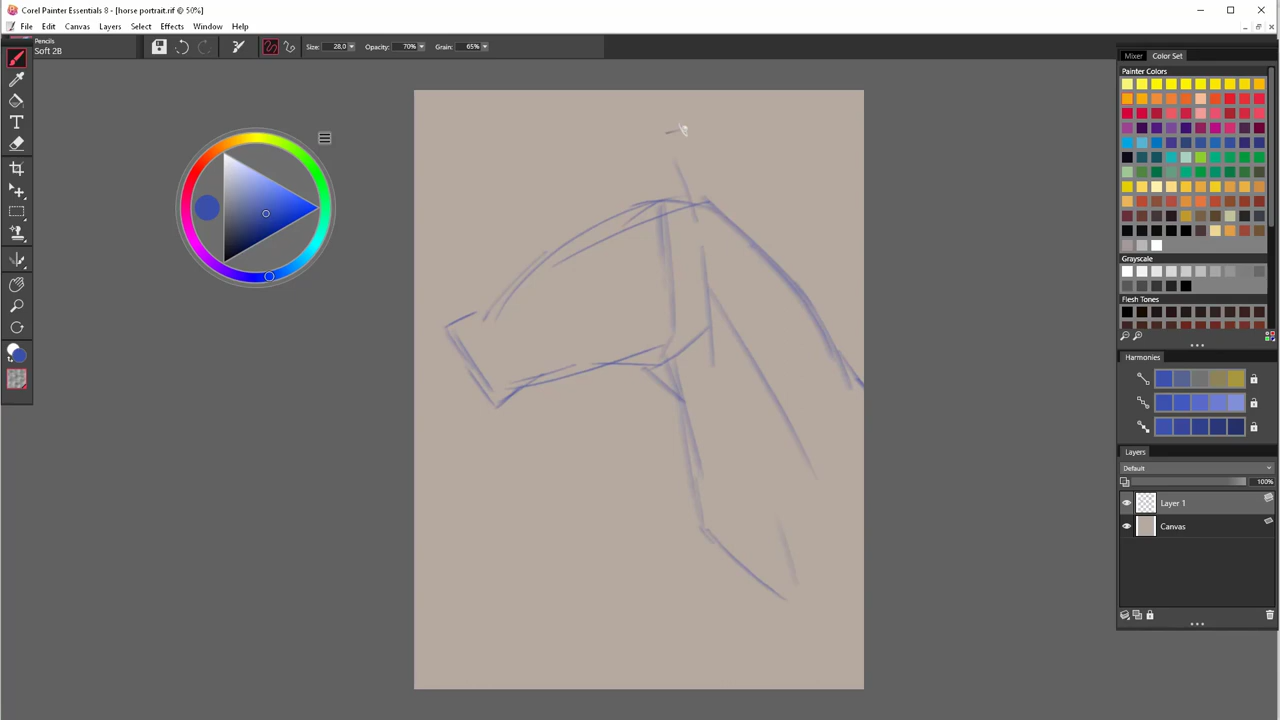 Corel Painter Essentials 8 - [horse portrait.rif @ 50%]
File Edit Canvas Layers Select Effects Window Help
Pencils
Soft 2B
Size: 28.0 Opacity: 70% Grain: 65%
Mixer Color Set
Painter Colors
Grayscale
Flesh Tones
Harmonies
Layers
Default
100%
Layer 1
Canvas